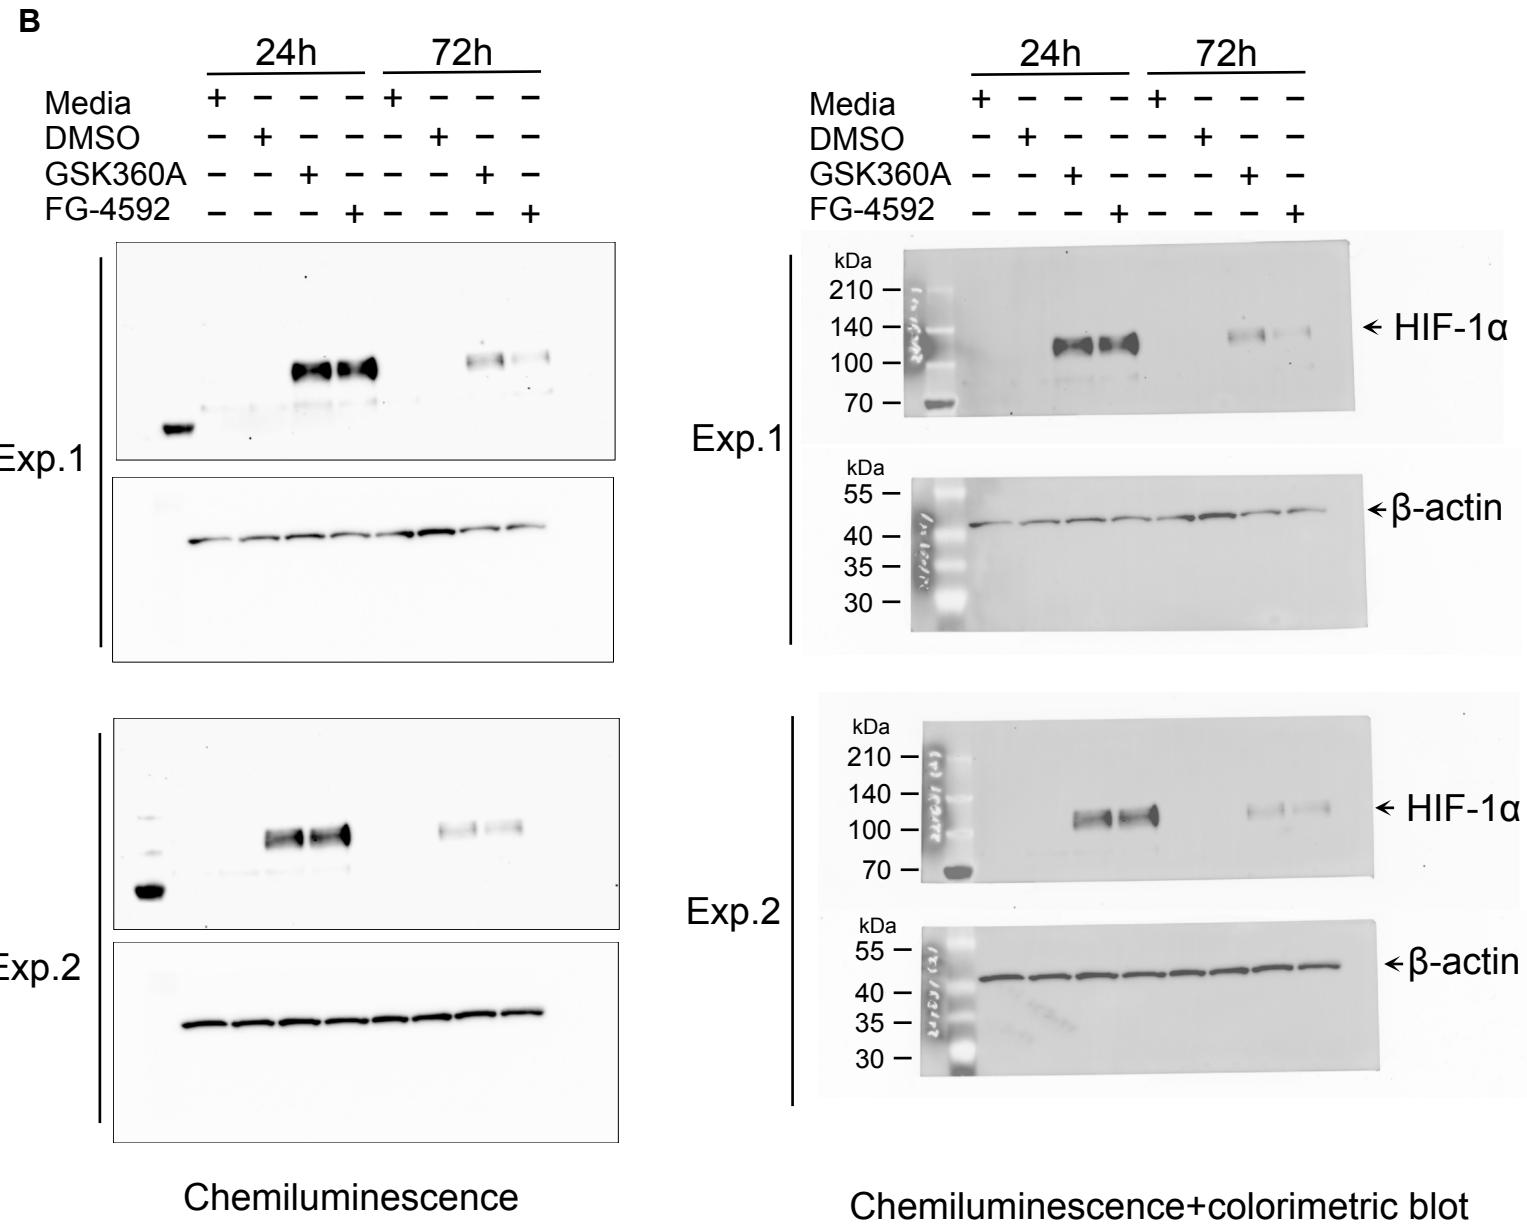 B
24h 72h
Media + − − − + − − −
DMSO − + − − − + − −
GSK360A − − + − − − + −
FG-4592 − − − + − − − +
Exp.1
Exp.2
Chemiluminescence
24h 72h
Media + − − − + − − −
DMSO − + − − − + − −
GSK360A − − + − − − + −
FG-4592 − − − + − − − +
Exp.1
kDa
210
140
100
70
HIF-1α
kDa
55
40
35
30
β-actin
Exp.2
kDa
210
140
100
70
HIF-1α
kDa
55
40
35
30
β-actin
Chemiluminescence+colorimetric blot